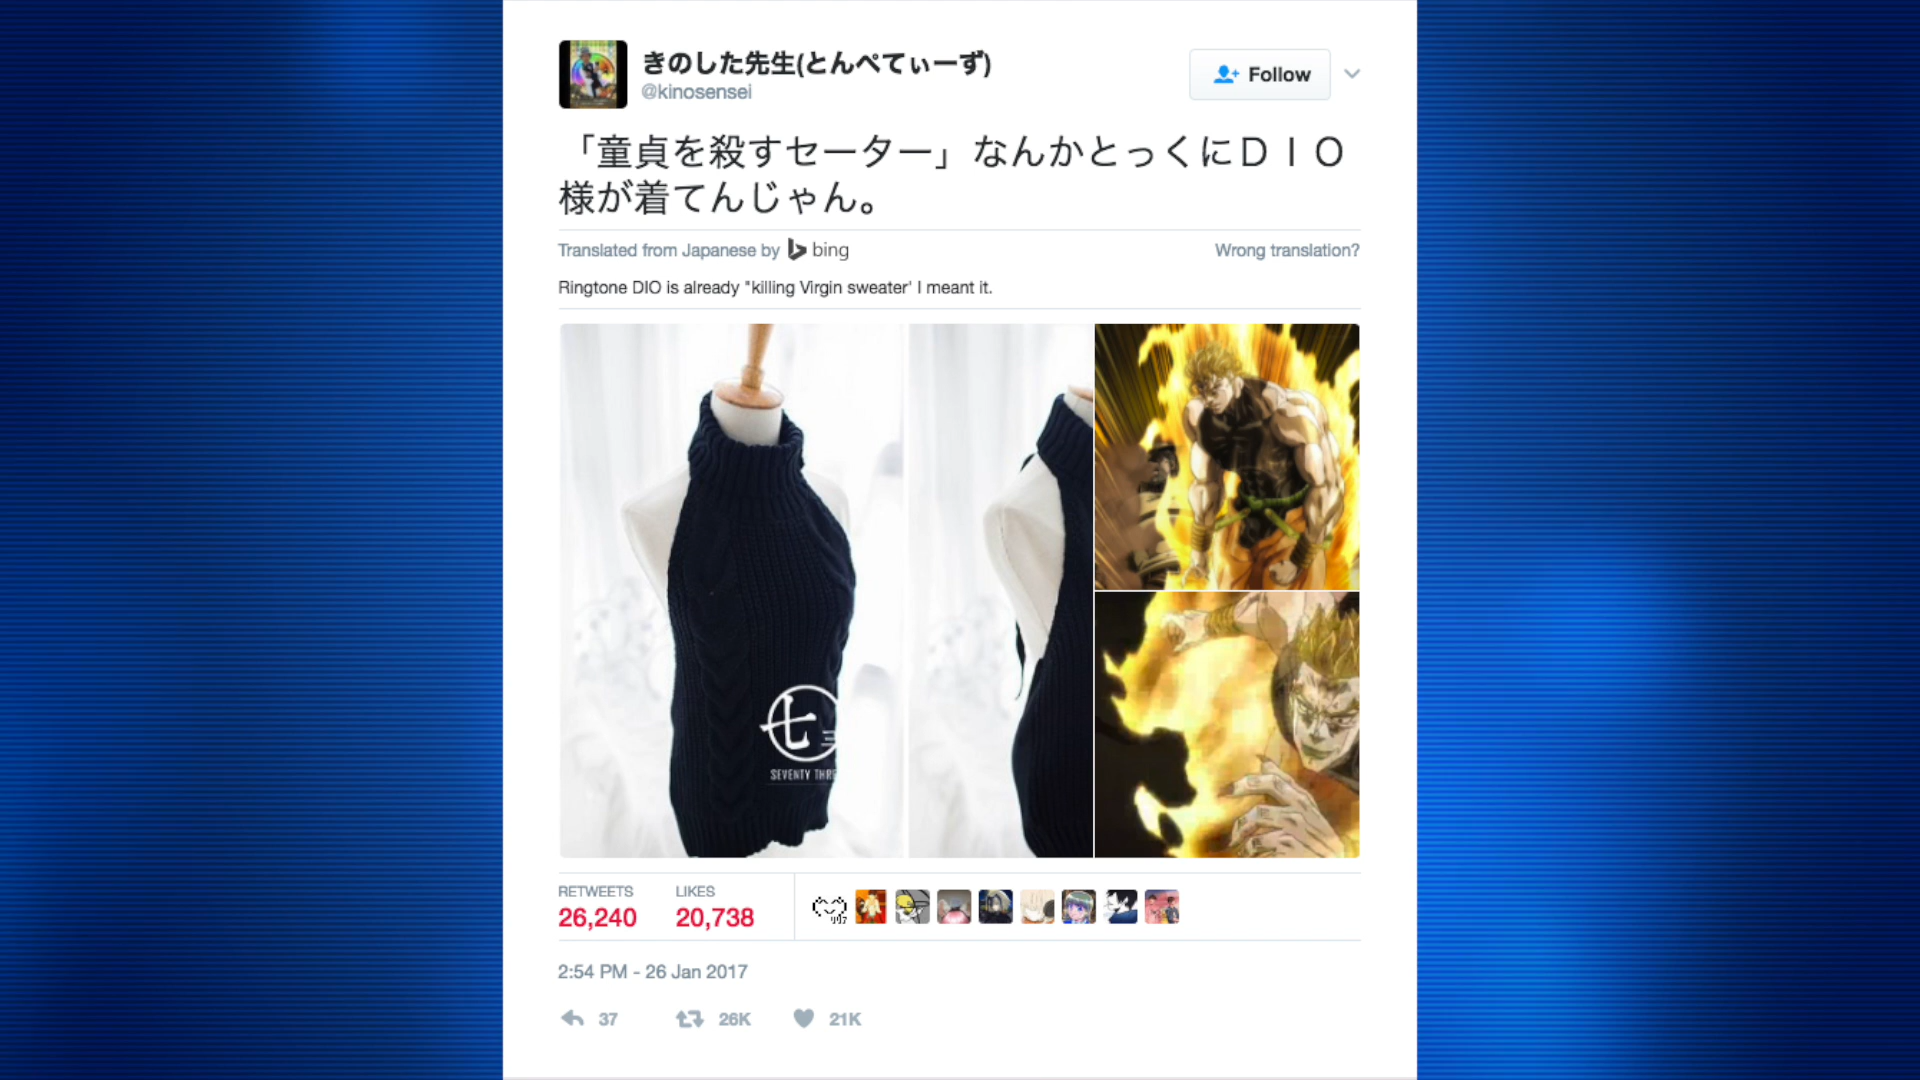 きのした先生(とんぺてぃーず)
@kinosensei
Follow
「童貞を殺すセーター」なんかとっくにＤＩＯ
様が着てんじゃん。
Translated from Japanese by bing
Wrong translation?
Ringtone DIO is already "killing Virgin sweater' I meant it.
七三
SEVENTY THRE
RETWEETS
LIKES
26,240
20,738
2:54 PM - 26 Jan 2017
37
26K
21K